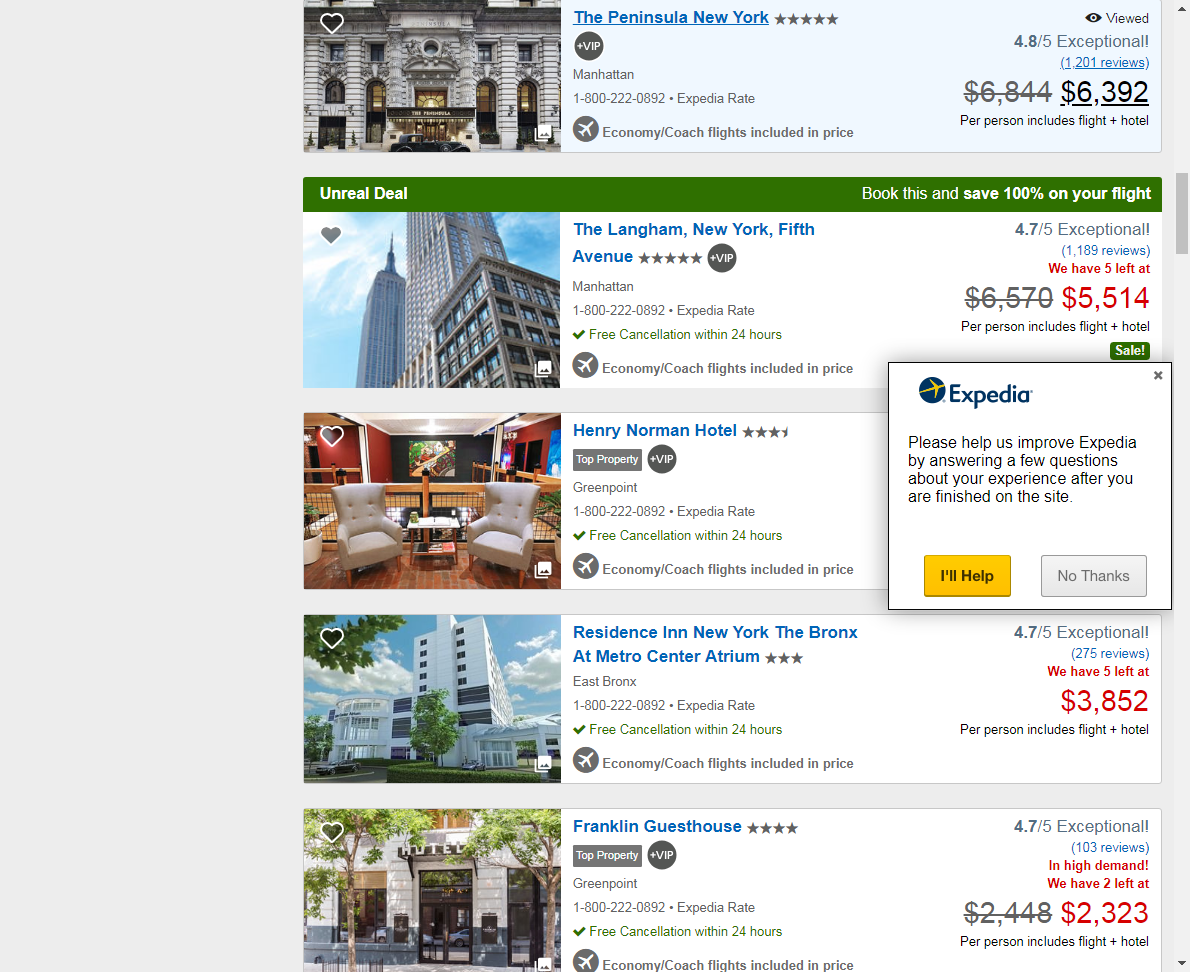 The Peninsula New York
Viewed
+VIP
4.8/5 Exceptional!
(1,201 reviews)
Manhattan
$6,844 $6,392
1-800-222-0892 • Expedia Rate
Per person includes flight + hotel
Economy/Coach flights included in price
THE PENINSULA
Unreal Deal
Book this and save 100% on your flight
The Langham, New York, Fifth
Avenue
+VIP
4.7/5 Exceptional!
(1,189 reviews)
We have 5 left at
Manhattan
$6,570 $5,514
1-800-222-0892 • Expedia Rate
Per person includes flight + hotel
Free Cancellation within 24 hours
Sale!
Economy/Coach flights included in price
Henry Norman Hotel
Top Property
+VIP
Greenpoint
1-800-222-0892 • Expedia Rate
Free Cancellation within 24 hours
Economy/Coach flights included in price
Expedia
Please help us improve Expedia
by answering a few questions
about your experience after you
are finished on the site.
I'll Help
No Thanks
Residence Inn New York The Bronx
At Metro Center Atrium
4.7/5 Exceptional!
(275 reviews)
We have 5 left at
East Bronx
$3,852
1-800-222-0892 • Expedia Rate
Per person includes flight + hotel
Free Cancellation within 24 hours
Economy/Coach flights included in price
Franklin Guesthouse
4.7/5 Exceptional!
(103 reviews)
Top Property
+VIP
In high demand!
We have 2 left at
Greenpoint
$2,448 $2,323
1-800-222-0892 • Expedia Rate
Per person includes flight + hotel
Free Cancellation within 24 hours
Economy/Coach flights included in price
HOTEL